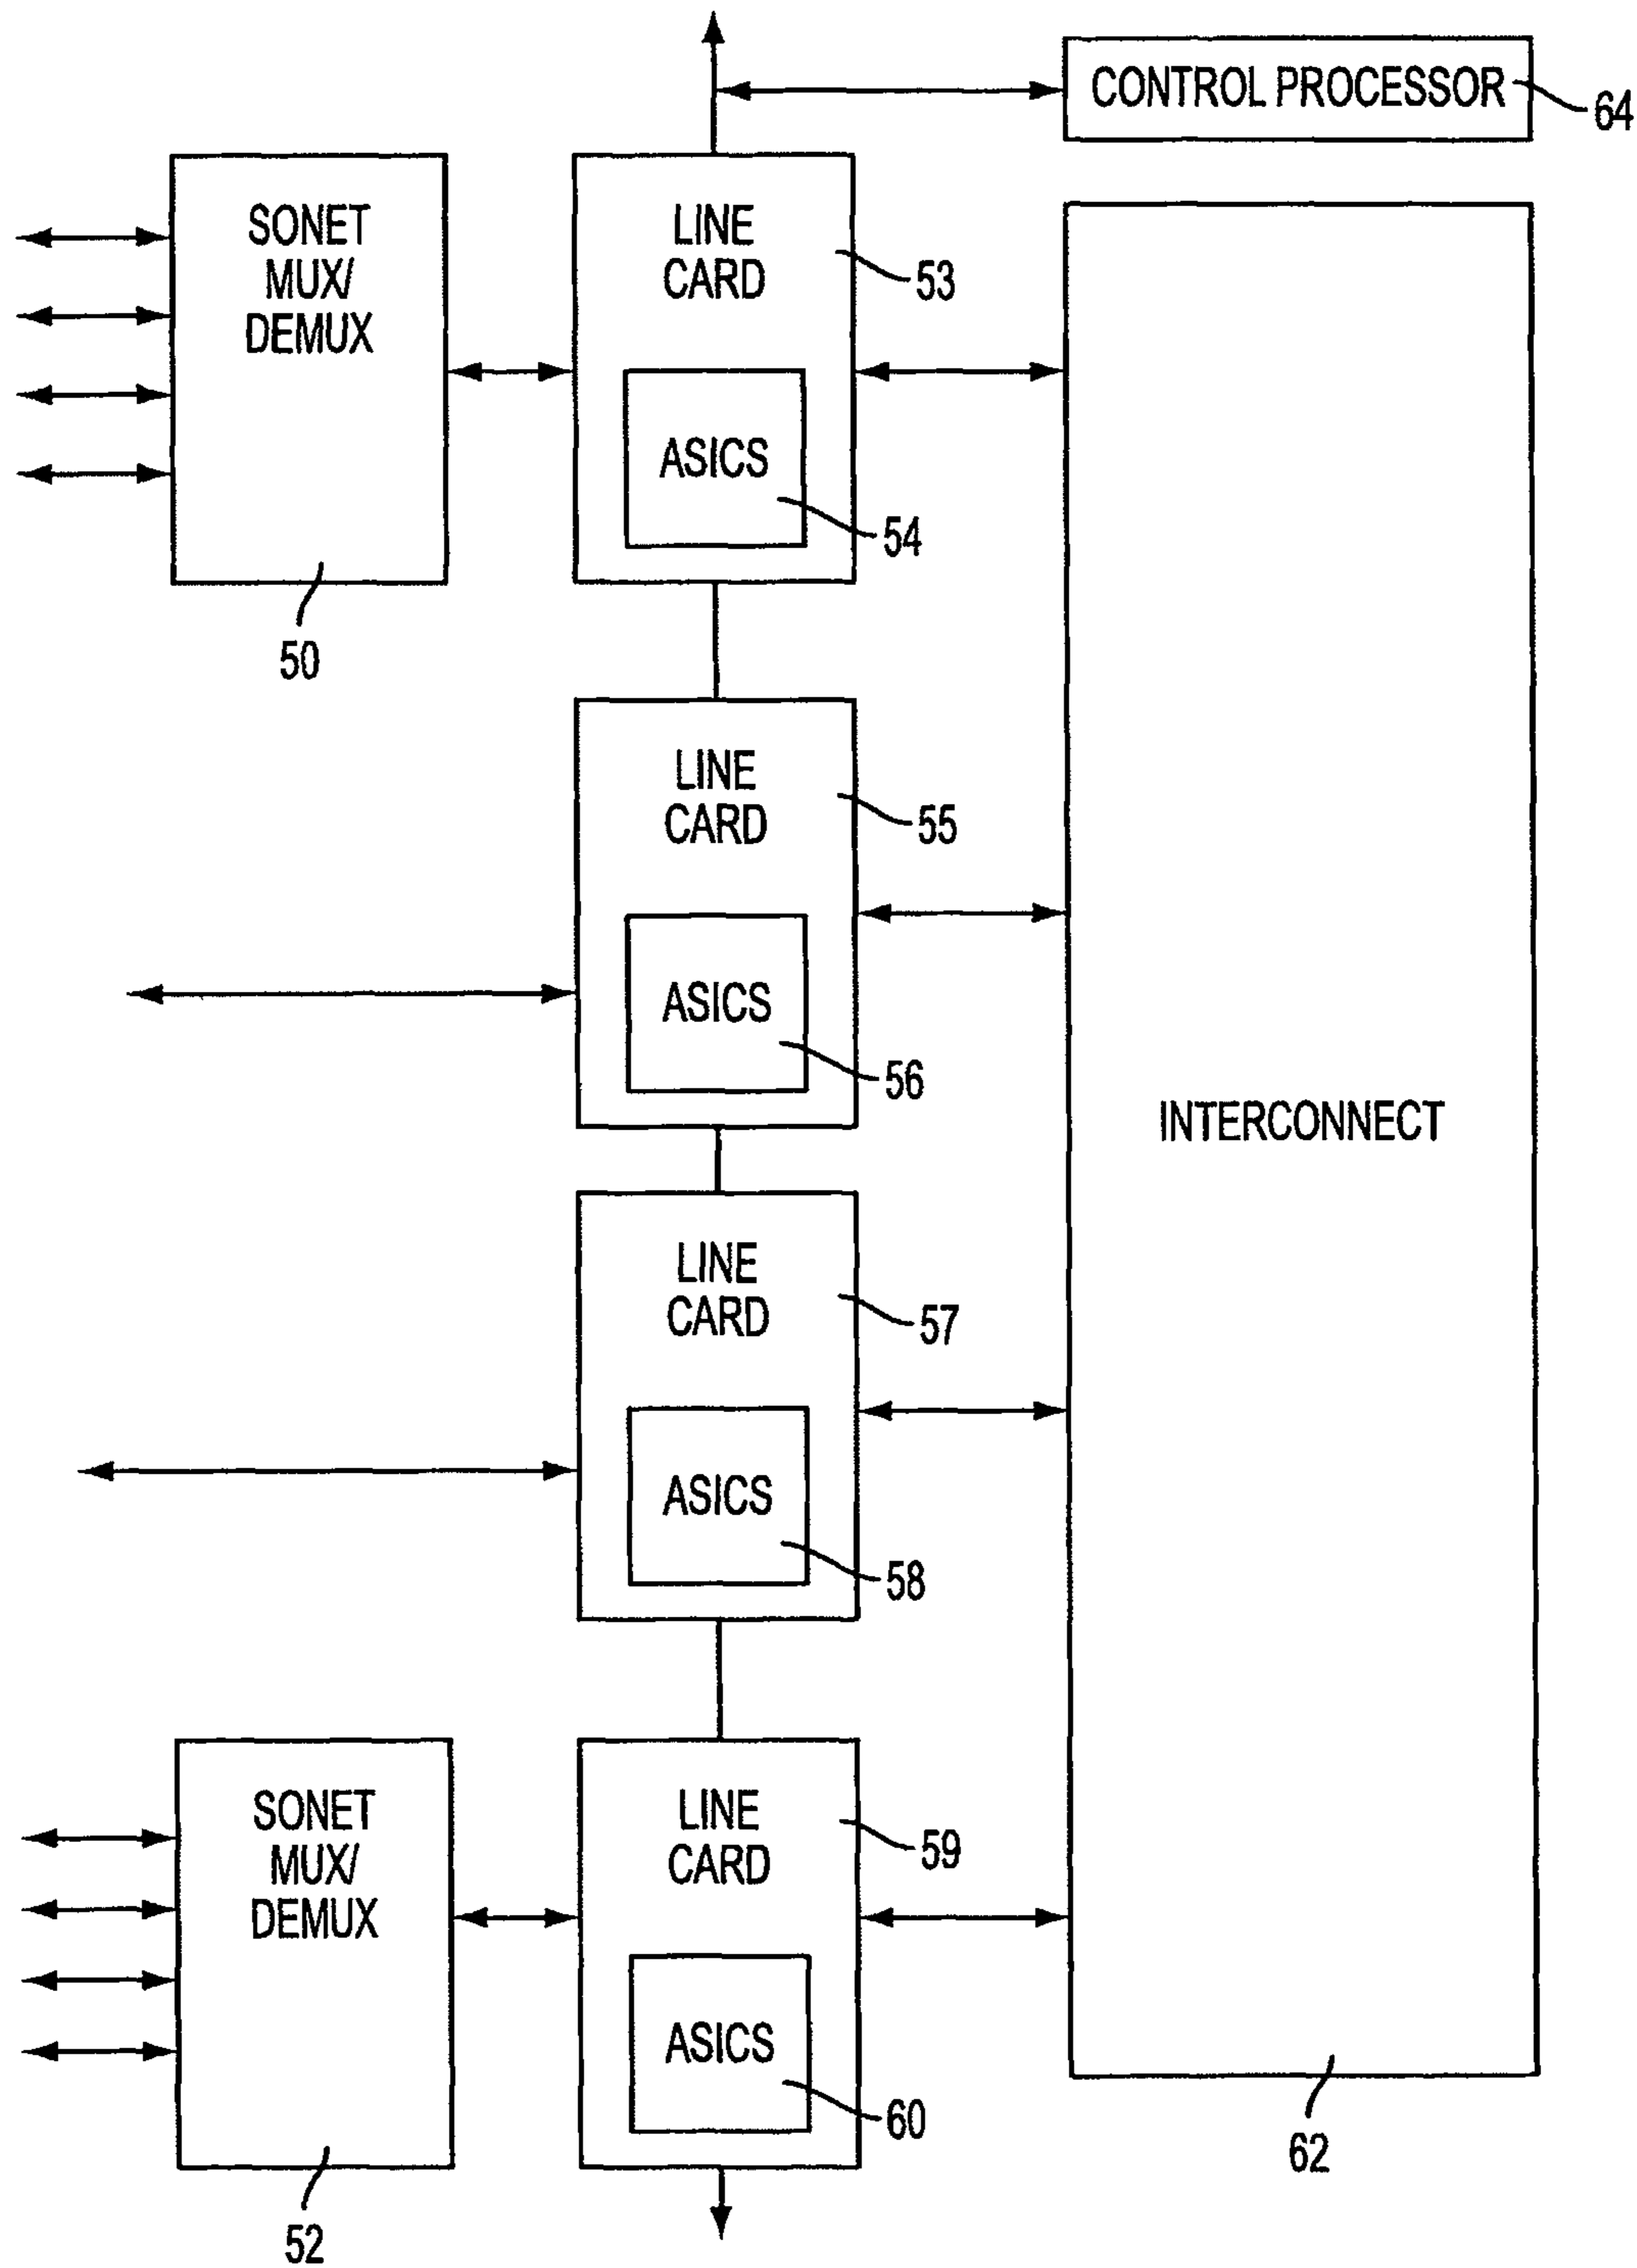 CONTROL PROCESSOR
64
SONET
MUX/
DEMUX
50
LINE
CARD
53
ASICS
54
LINE
CARD
55
ASICS
56
INTERCONNECT
62
LINE
CARD
57
ASICS
58
SONET
MUX/
DEMUX
52
LINE
CARD
59
ASICS
60